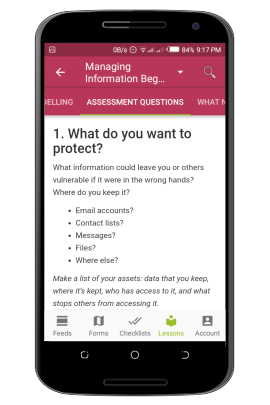 0B/s 84% 9:17 PM
Managing
Information Beg...
ELLING ASSESSMENT QUESTIONS WHAT N
1. What do you want to
protect?
What information could leave you or others
vulnerable if it were in the wrong hands?
Where do you keep it?
• Email accounts?
• Contact lists?
• Messages?
• Files?
• Where else?
Make a list of your assets: data that you keep,
where it's kept, who has access to it, and what
stops others from accessing it.
Feeds Forms Checklists Lessons Account